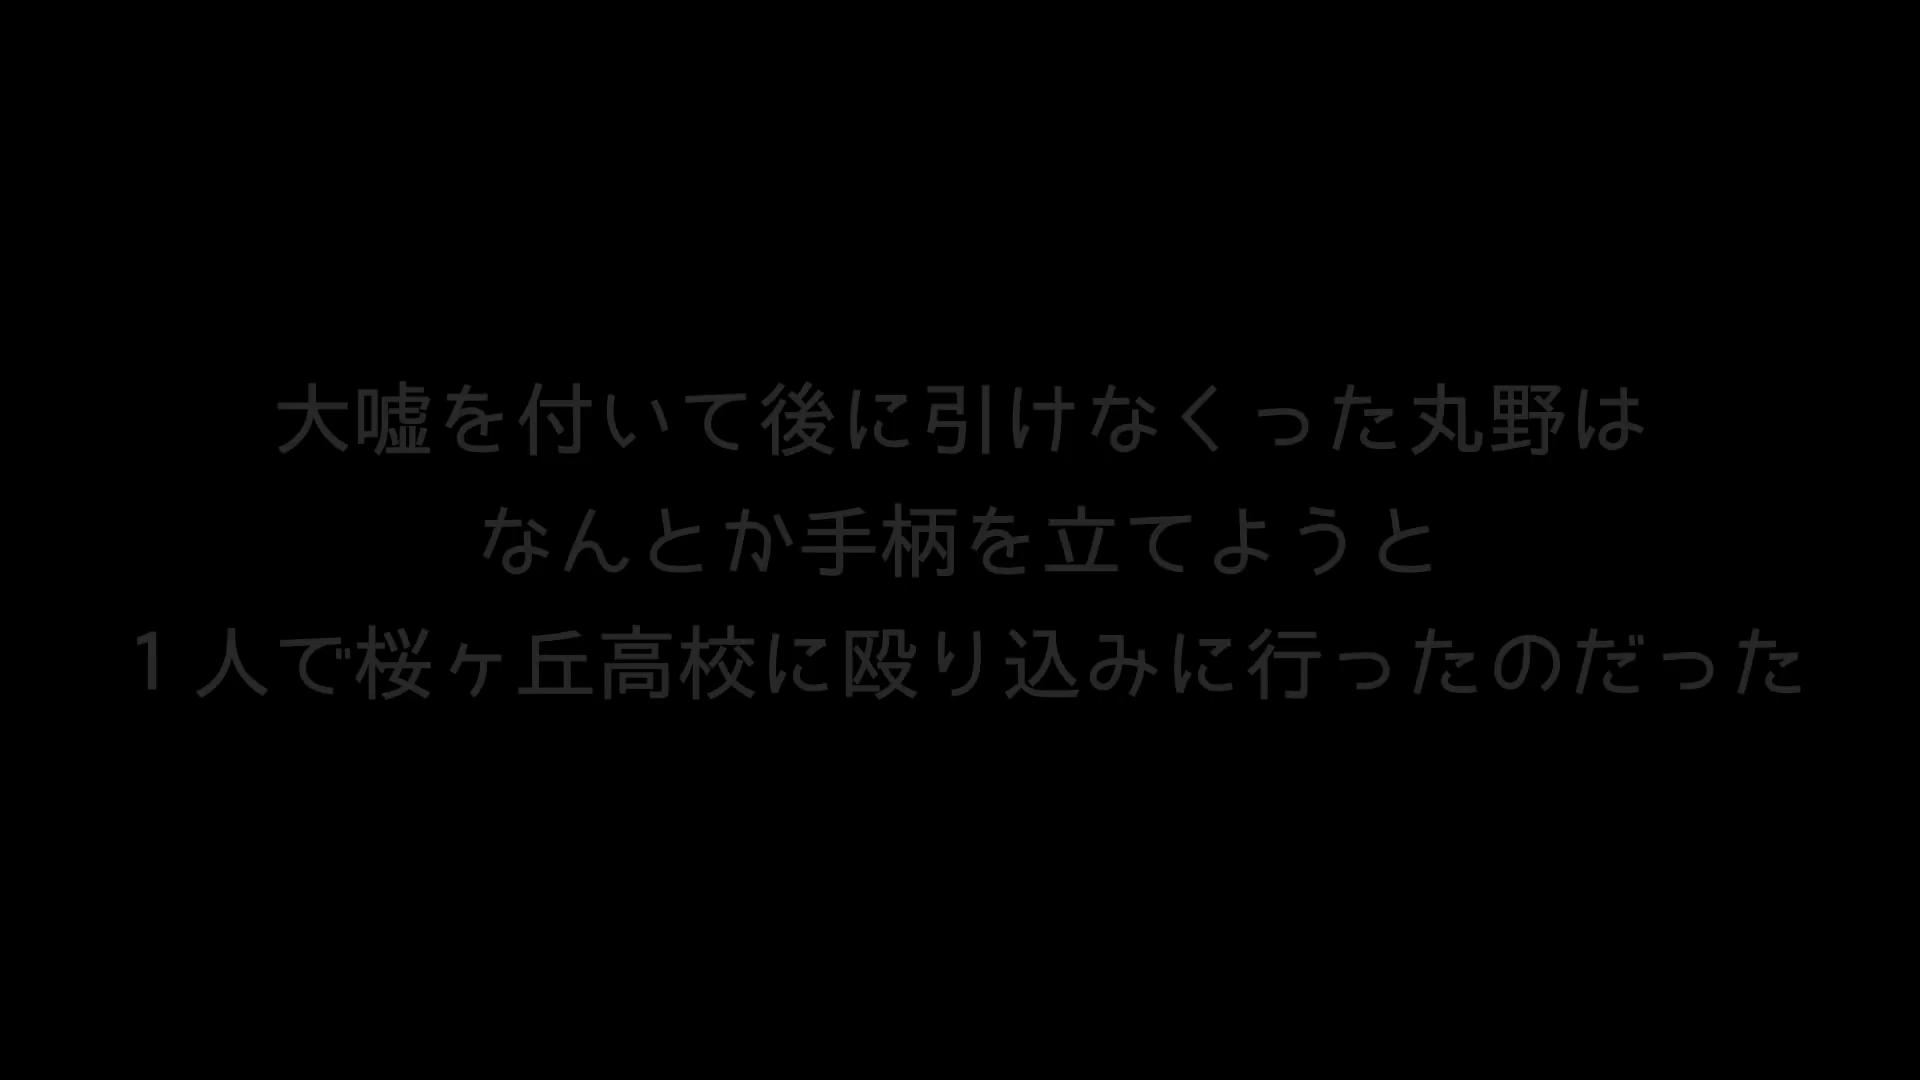 大嘘を付いて後に引けなくった丸野は
なんとか手柄を立てようと
1人で桜ヶ丘高校に殴り込みに行ったのだった